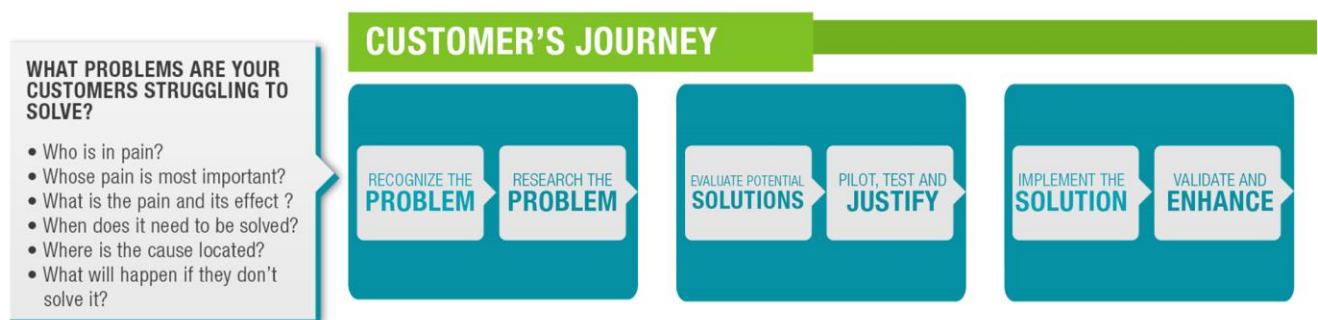 CUSTOMER'S JOURNEY
WHAT PROBLEMS ARE YOUR
CUSTOMERS STRUGGLING TO
SOLVE?
• Who is in pain?
• Whose pain is most important?
• What is the pain and its effect ?
• When does it need to be solved?
• Where is the cause located?
• What will happen if they don't
solve it?
RECOGNIZE THE
PROBLEM
RESEARCH THE
PROBLEM
EVALUATE POTENTIAL
SOLUTIONS
PILOT, TEST AND
JUSTIFY
IMPLEMENT THE
SOLUTION
VALIDATE AND
ENHANCE